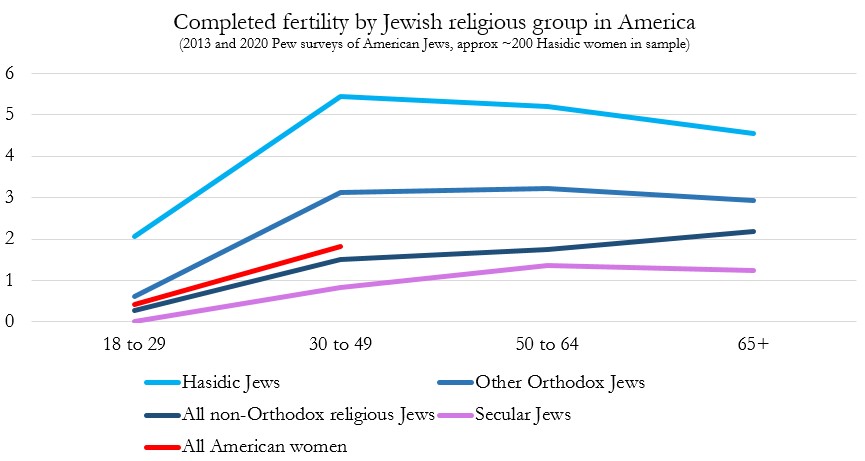 Completed fertility by Jewish religious group in America
(2013 and 2020 Pew surveys of American Jews, approx ~200 Hasidic women in sample)
6
5
4
3
2
1
0
18 to 29 30 to 49 50 to 64 65+
Hasidic Jews Other Orthodox Jews
All non-Orthodox religious Jews Secular Jews
All American women